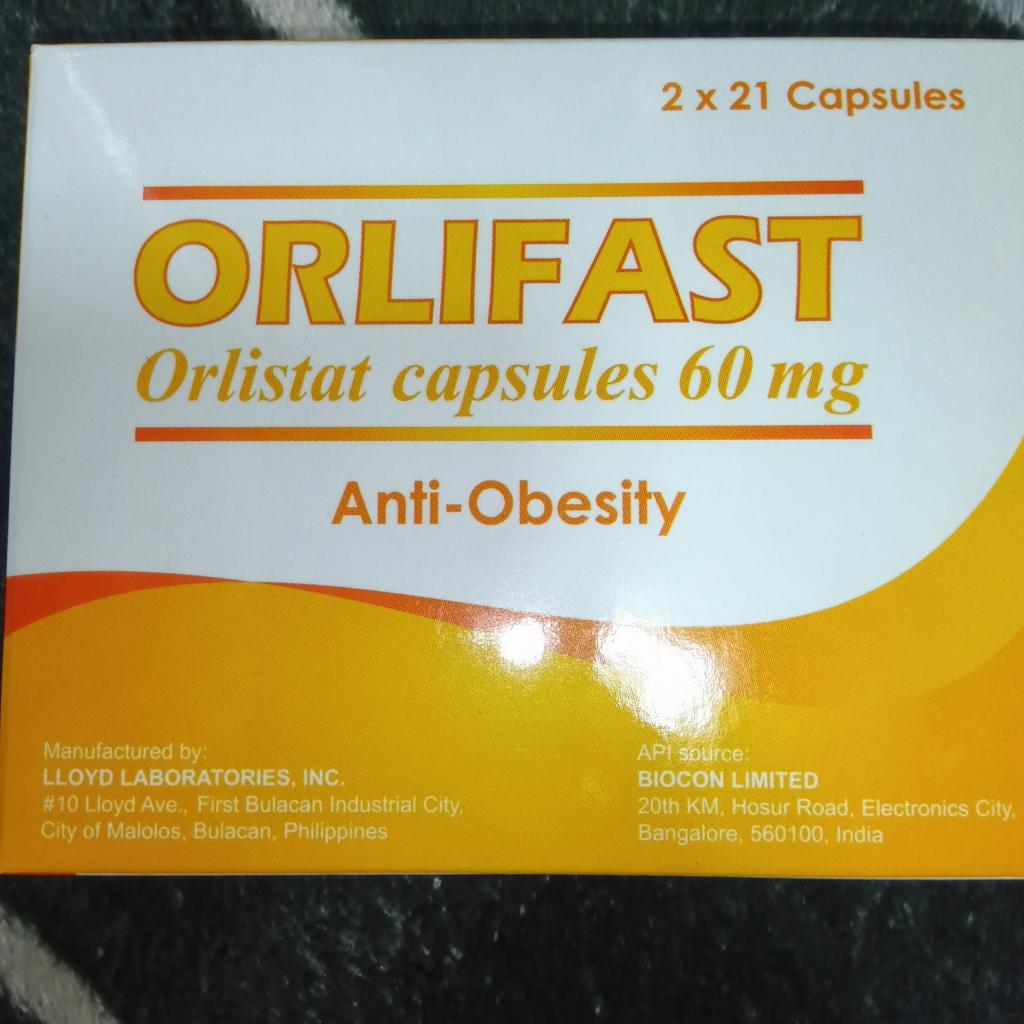 2 x 21 Capsules
ORLIFAST
Orlistat capsules 60 mg
Anti-Obesity
Manufactured by:
LLOYD LABORATORIES, INC.
#10 Lloyd Ave., First Bulacan Industrial City,
City of Malolos, Bulacan, Philippines
API source:
BIOCON LIMITED
20th KM, Hosur Road, Electronics City,
Bangalore, 560100, India